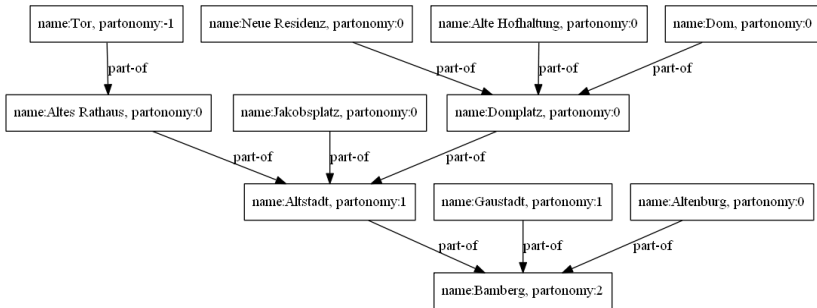 name:Tor, partonomy:-1
name:Neue Residenz, partonomy:0
name:Alte Hofhaltung, partonomy:0
name:Dom, partonomy:0
part-of
part-of
part-of
part-of
name:Altes Rathaus, partonomy:0
name:Jakobsplatz, partonomy:0
name:Domplatz, partonomy:0
part-of
part-of
part-of
name:Altstadt, partonomy:1
name:Gaustadt, partonomy:1
name:Altenburg, partonomy:0
part-of
part-of
part-of
name:Bamberg, partonomy:2